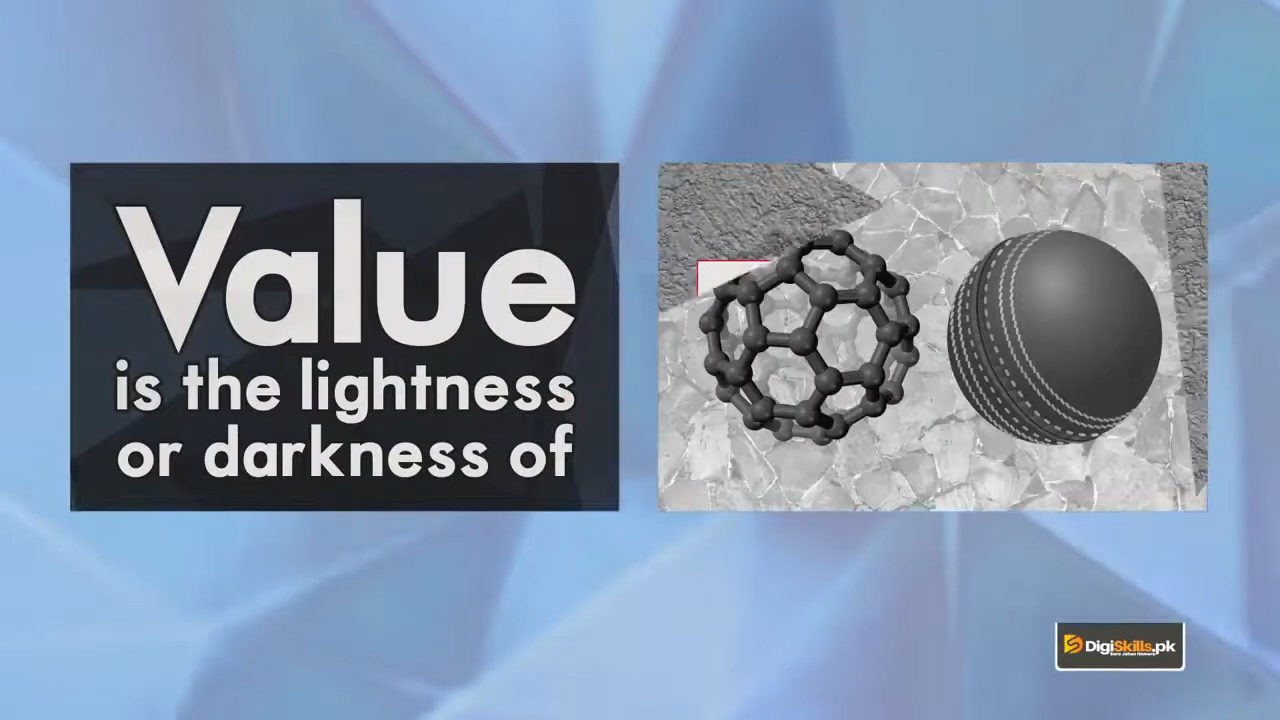 Value
is the lightness
or darkness of
DigiSkills.pk